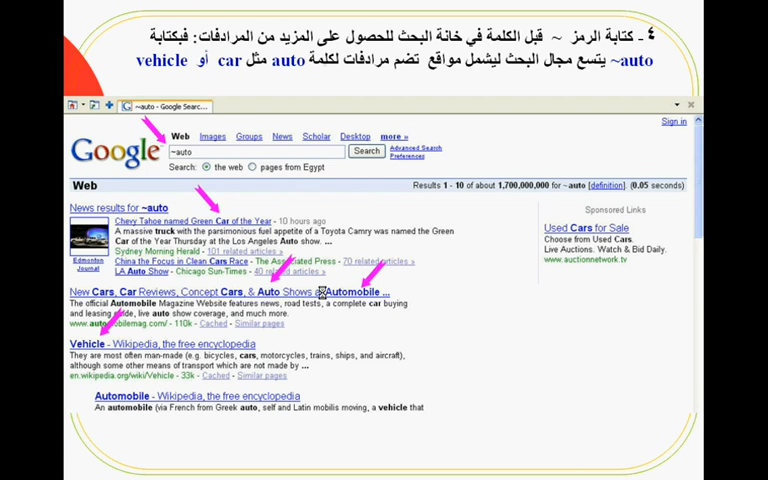 ٤- كتابة الرمز ~ قبل الكلمة في خانة البحث للحصول على المزيد من المرادفات: فبكتابة
~auto يتسع مجال البحث ليشمل مواقع تضم مرادفات لكلمة auto مثل car أو vehicle
~auto - Google Searc...
Sign in
Google
Web Images Groups News Scholar Desktop more »
~auto Search Advanced Search
Preferences
Search: the web pages from Egypt
Web Results 1 - 10 of about 1,700,000,000 for ~auto [definition]. (0.05 seconds)
News results for ~auto
Chevy Tahoe named Green Car of the Year - 10 hours ago
A massive truck with the parsimonious fuel appetite of a Toyota Camry was named the Green
Car of the Year Thursday at the Los Angeles Auto show. ...
Sydney Morning Herald - 101 related articles »
China the Focus in Clean Cars Race - The Associated Press - 70 related articles »
LA Auto Show - Chicago Sun-Times - 40 related articles »
Edmonton
Journal
Sponsored Links
Used Cars for Sale
Choose from Used Cars.
Live Auctions. Watch & Bid Daily.
www.auctionnetwork.tv
New Cars, Car Reviews, Concept Cars, & Auto Shows Automobile ...
The official Automobile Magazine Website features news, road tests, a complete car buying
and leasing guide, live auto show coverage, and much more.
www.automobilemag.com/ - 110k - Cached - Similar pages
Vehicle - Wikipedia, the free encyclopedia
They are most often man-made (e.g. bicycles, cars, motorcycles, trains, ships, and aircraft),
although some other means of transport which are not made by ...
en.wikipedia.org/wiki/Vehicle - 33k - Cached - Similar pages
Automobile - Wikipedia, the free encyclopedia
An automobile (via French from Greek auto, self and Latin mobilis moving, a vehicle that